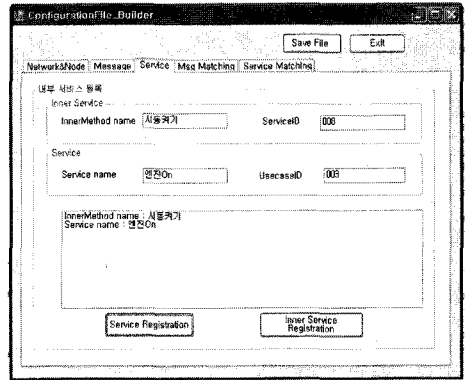 ConfigurationFile_Builder
Save File Exit
Network&Node Message Service Msg Matching Service Matching
내부 서비스 등록
Inner Service
InnerMethod name 시동켜기 ServiceID 008
Service
Service name 엔진On UsecaseID 003
InnerMethod name : 시동켜기
Service name : 엔진On
Service Registration
Inner Service
Registration